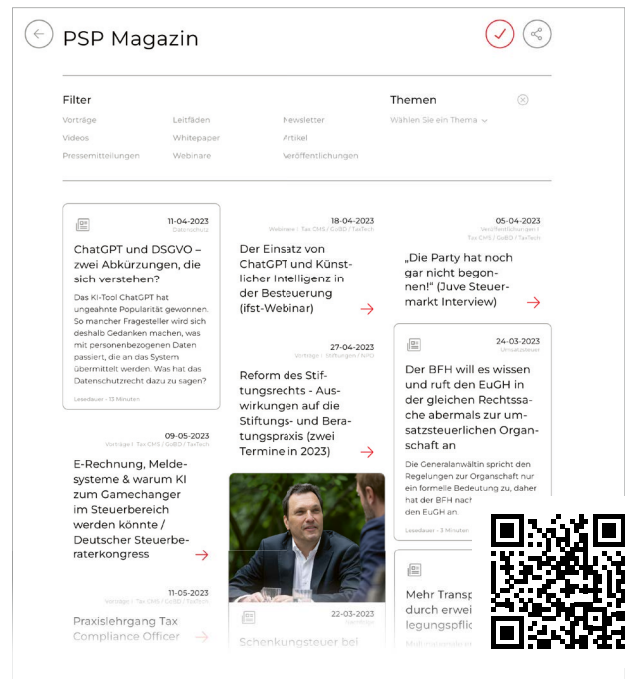 PSP Magazin
Filter
Vorträge
Leitfäden
Newsletter
Videos
Whitepaper
Artikel
Pressemitteilungen
Webinare
Veröffentlichungen
Themen
Wählen Sie ein Thema
11-04-2023
Datenschutz
ChatGPT und DSGVO –
zwei Abkürzungen, die
sich verstehen?
Das KI-Tool ChatGPT hat
ungeahnte Popularität gewonnen.
So mancher Fragesteller wird sich
deshalb Gedanken machen, was
mit personenbezogenen Daten
passiert, die an das System
übermittelt werden. Was hat das
Datenschutzrecht dazu zu sagen?
Lesedauer - 13 Minuten
09-05-2023
Vorträge I Tax CMS / GoBD / TaxTech
E-Rechnung, Melde-
systeme & warum KI
zum Gamechanger
im Steuerbereich
werden könnte /
Deutscher Steuerbe-
raterkongress
11-05-2023
Vorträge I Tax CMS / GoBD / TaxTech
Praxislehrgang Tax
Compliance Officer
18-04-2023
Webinare I Tax CMS / GoBD / TaxTech
Der Einsatz von
ChatGPT und Künst-
licher Intelligenz in
der Besteuerung
(ifst-Webinar)
27-04-2023
Vorträge I Stiftungen / NPO
Reform des Stif-
tungsrechts - Aus-
wirkungen auf die
Stiftungs- und Bera-
tungspraxis (zwei
Termine in 2023)
22-03-2023
Schenkungsteuer bei
05-04-2023
Veröffentlichungen I
Tax CMS / GoBD / TaxTech
„Die Party hat noch
gar nicht begon-
nen!“ (Juve Steuer-
markt Interview)
24-03-2023
Umsatzsteuer
Der BFH will es wissen
und ruft den EuGH in
der gleichen Rechtssa-
che abermals zur um-
satzsteuerlichen Organ-
schaft an
Die Generalanwältin spricht den
Regelungen zur Organschaft nur
ein formelle Bedeutung zu, daher
hat der BFH nach
den EuGH an
Lesedauer - 3 Minuten
Mehr Transp
durch erwei
legungspflic